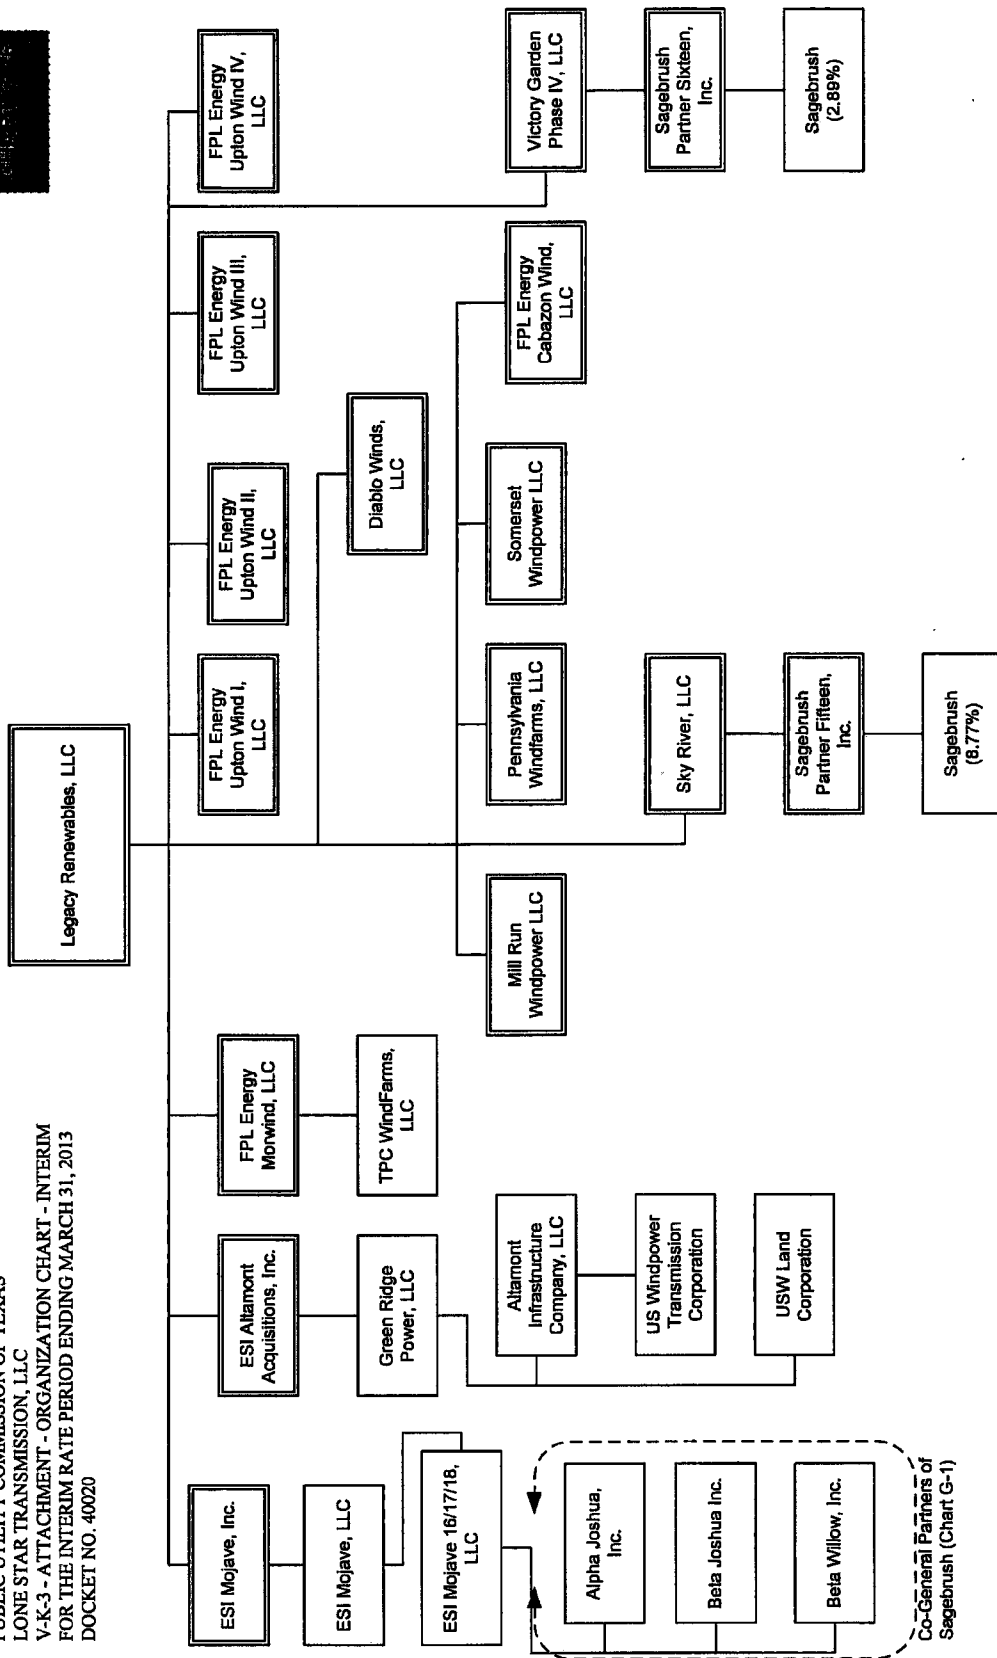 PUBLIC UTILITY COMMISSION OF TEXAS
LONE STAR TRANSMISSION, LLC
V-K-3 - ATTACHMENT - ORGANIZATION CHART - INTERIM
FOR THE INTERIM RATE PERIOD ENDING MARCH 31, 2013
DOCKET NO. 40020
Legacy Renewables, LLC
ESI Mojave, Inc.
ESI Altamont
Acquisitions, Inc.
FPL Energy
Morwind, LLC
FPL Energy
Upton Wind I,
LLC
FPL Energy
Upton Wind II,
LLC
FPL Energy
Upton Wind III,
LLC
FPL Energy
Upton Wind IV,
LLC
ESI Mojave, LLC
Green Ridge
Power, LLC
TPC WindFarms,
LLC
Diablo Winds,
LLC
ESI Mojave 16/17/18,
LLC
Altamont
Infrastructure
Company, LLC
Mill Run
Windpower LLC
Pennsylvania
Windfarms, LLC
Somerset
Windpower LLC
FPL Energy
Cabazon Wind,
LLC
Victory Garden
Phase IV, LLC
Alpha Joshua,
Inc.
US Windpower
Transmission
Corporation
Sky River, LLC
Sagebrush
Partner Sixteen,
Inc.
Beta Joshua Inc.
USW Land
Corporation
Sagebrush
Partner Fifteen,
Inc.
Sagebrush
(2.89%)
Beta Willow, Inc.
Sagebrush
(8.77%)
Co-General Partners of
Sagebrush (Chart G-1)